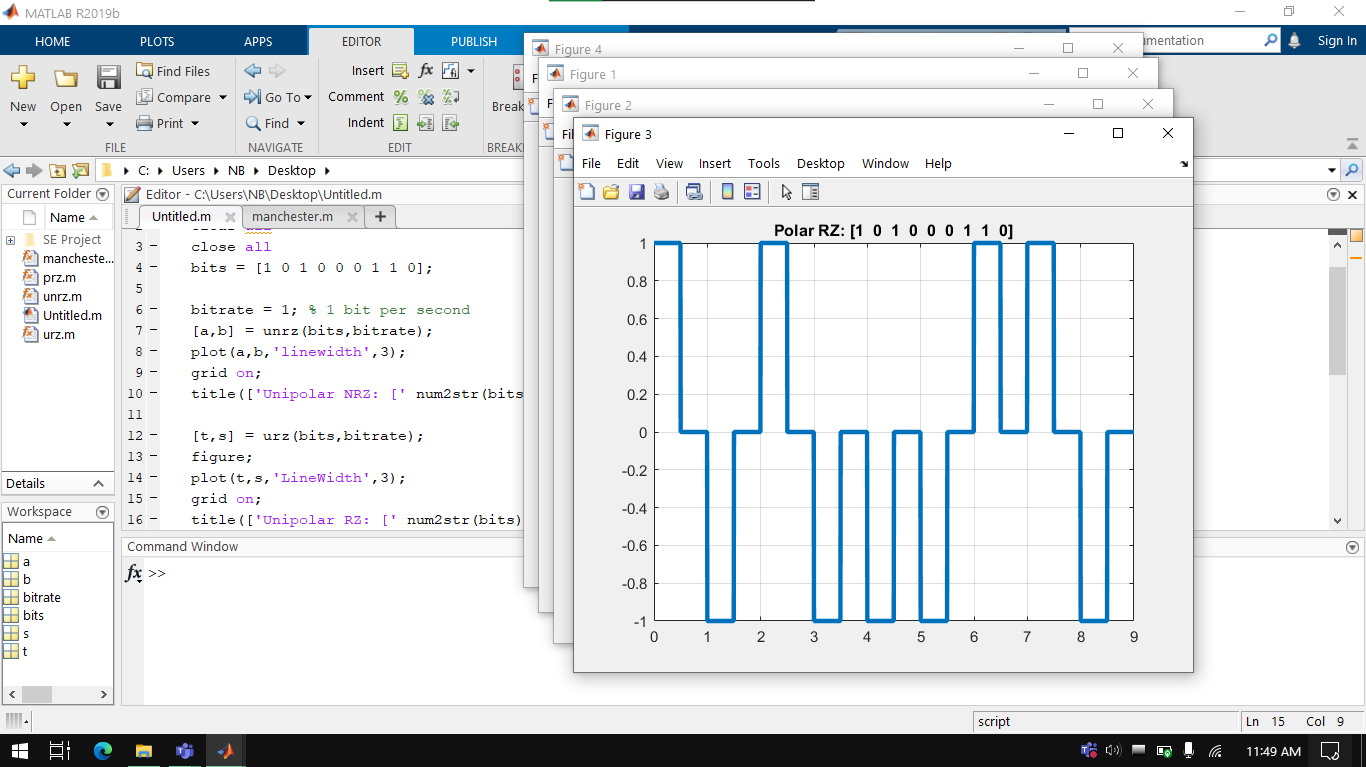 MATLAB R2019b
HOME PLOTS APPS EDITOR PUBLISH
umentation Sign In
New Open Save
Find Files
Compare
Print
FILE
Go To
Find
NAVIGATE
Insert fx
Comment
Indent
EDIT
C: Users NB Desktop
Current Folder
Name
SE Project
mancheste...
prz.m
unrz.m
Untitled.m
urz.m
Details
Workspace
Name
a
b
bitrate
bits
s
t
Editor - C:\Users\NB\Desktop\Untitled.m
Untitled.m manchester.m
3 close all
4 bits = [1 0 1 0 0 0 1 1 0];
6 bitrate = 1; % 1 bit per second
7 [a,b] = unrz(bits,bitrate);
8 plot(a,b,'linewidth',3);
9 grid on;
10 title(['Unipolar NRZ: [' num2str(bits
11
12 [t,s] = urz(bits,bitrate);
13 figure;
14 plot(t,s,'LineWidth',3);
15 grid on;
16 title(['Unipolar RZ: [' num2str(bits)
Command Window
fx >>
Figure 4
Figure 1
Figure 2
Figure 3
File Edit View Insert Tools Desktop Window Help
Polar RZ: [1 0 1 0 0 0 1 1 0]
1
0.8
0.6
0.4
0.2
0
-0.2
-0.4
-0.6
-0.8
-1
0 1 2 3 4 5 6 7 8 9
script Ln 15 Col 9
11:49 AM